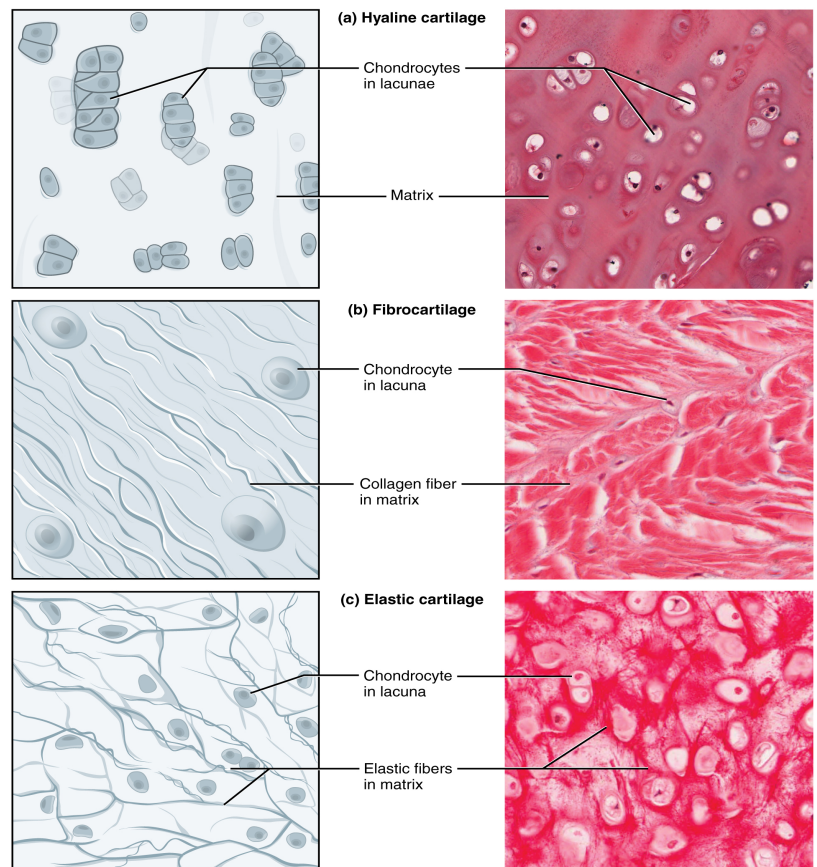 (a) Hyaline cartilage
Chondrocytes
in lacunae
Matrix
(b) Fibrocartilage
Chondrocyte
in lacuna
Collagen fiber
in matrix
(c) Elastic cartilage
Chondrocyte
in lacuna
Elastic fibers
in matrix